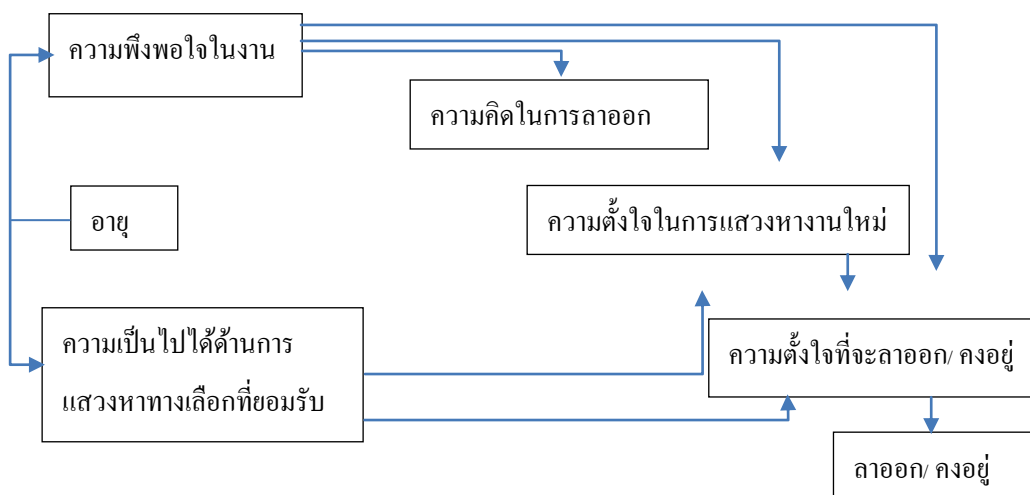 ความพึงพอใจในงาน
ความคิดในการลาออก
อายุ
ความตั้งใจในการแสวงหางานใหม่
ความเป็นไปได้ด้านการ
แสวงหาทางเลือกที่ยอมรับ
ความตั้งใจที่จะลาออก/ คงอยู่
ลาออก/ คงอยู่